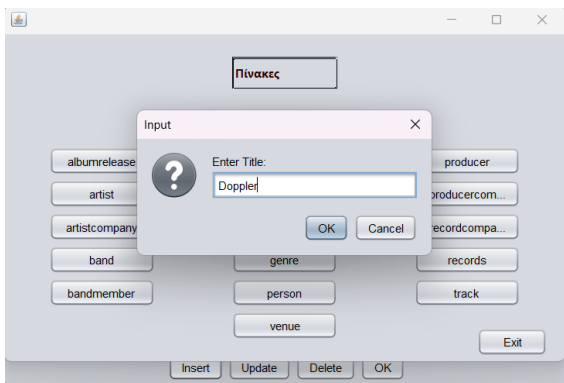 Πίνακες
Input
Enter Title:
Doppler
OK
Cancel
albumrelease
artist
artistcompany
band
bandmember
genre
person
venue
producer
producercom...
recordcompa...
records
track
Exit
Insert
Update
Delete
OK